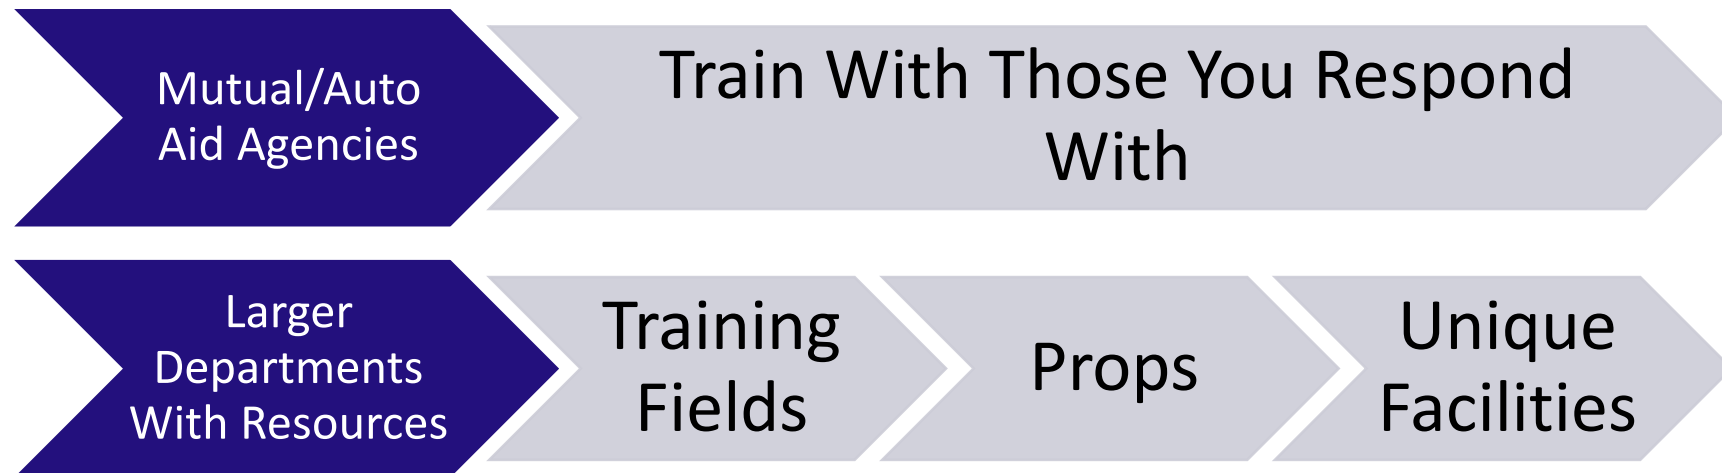 Mutual/Auto
Aid Agencies
Train With Those You Respond
With
Larger
Departments
With Resources
Training
Fields
Props
Unique
Facilities